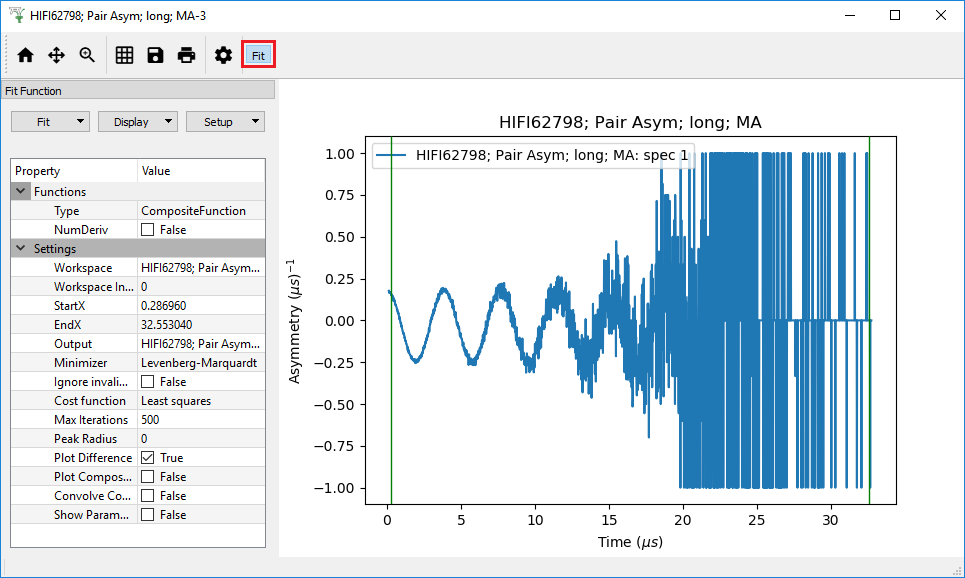 HIFI62798; Pair Asym; long; MA-3
Fit
Fit Function
Fit Display Setup
Property Value
Functions
Type CompositeFunction
NumDeriv False
Settings
Workspace HIFI62798; Pair Asym...
Workspace In... 0
StartX 0.286960
EndX 32.553040
Output HIFI62798; Pair Asym...
Minimizer Levenberg-Marquardt
Ignore invali... False
Cost function Least squares
Max Iterations 500
Peak Radius 0
Plot Difference True
Plot Compos... False
Convolve Co... False
Show Param... False
HIFI62798; Pair Asym; long; MA
HIFI62798; Pair Asym; long; MA: spec 1
Asymmetry (μs)⁻¹
1.00
0.75
0.50
0.25
0.00
−0.25
−0.50
−0.75
−1.00
0 5 10 15 20 25 30
Time (μs)